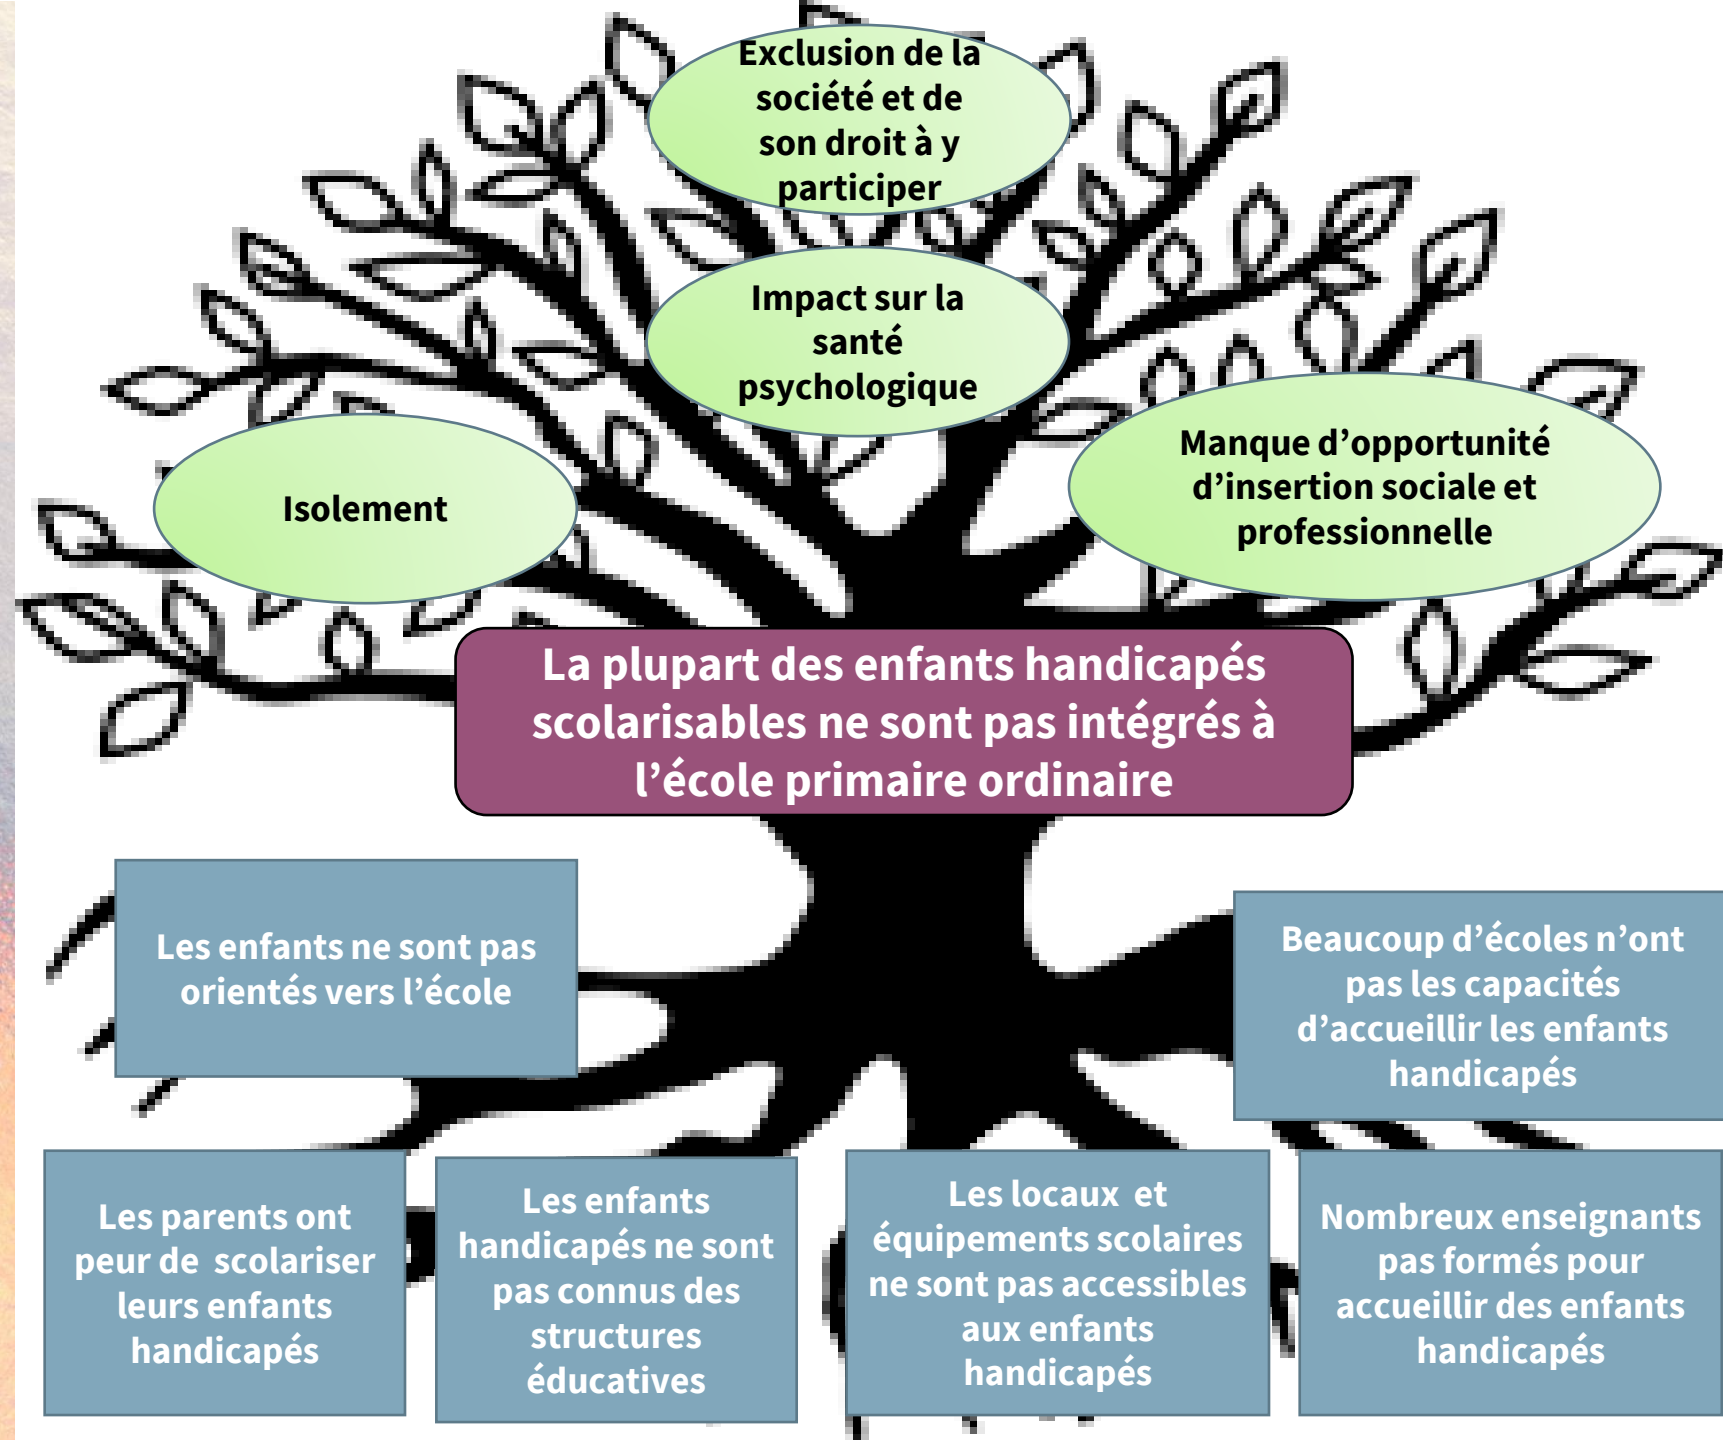 Exclusion de la
société et de
son droit à y
participer
Impact sur la
santé
psychologique
Isolement
Manque d’opportunité
d’insertion sociale et
professionnelle
La plupart des enfants handicapés
scolarisables ne sont pas intégrés à
l’école primaire ordinaire
Les enfants ne sont pas
orientés vers l’école
Beaucoup d’écoles n’ont
pas les capacités
d’accueillir les enfants
handicapés
Les parents ont
peur de  scolariser
leurs enfants
handicapés
Les enfants
handicapés ne sont
pas connus des
structures
éducatives
Les locaux  et
équipements scolaires
ne sont pas accessibles
aux enfants
handicapés
Nombreux enseignants
pas formés pour
accueillir des enfants
handicapés